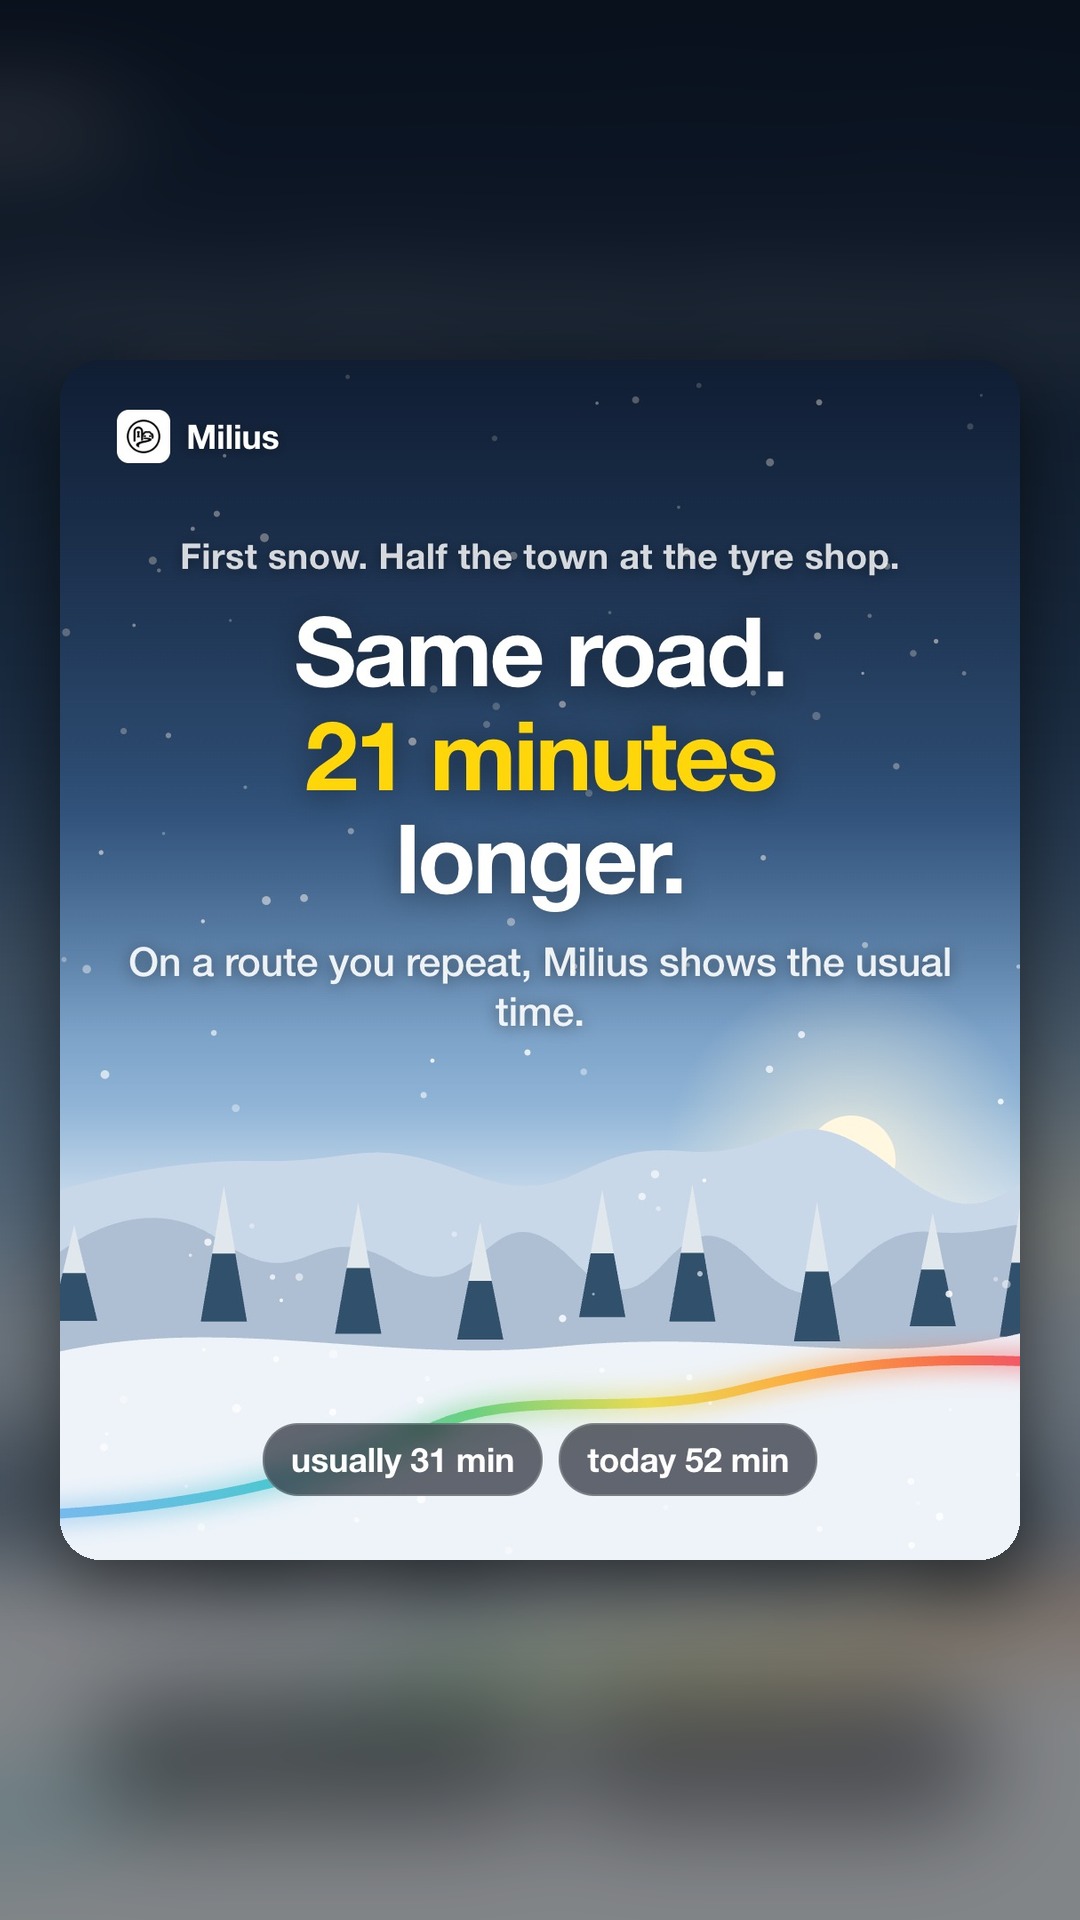 Milius
First snow. Half the town at the tyre shop.
Same road.
21 minutes
longer.
On a route you repeat, Milius shows the usual
time.
usually 31 min
today 52 min